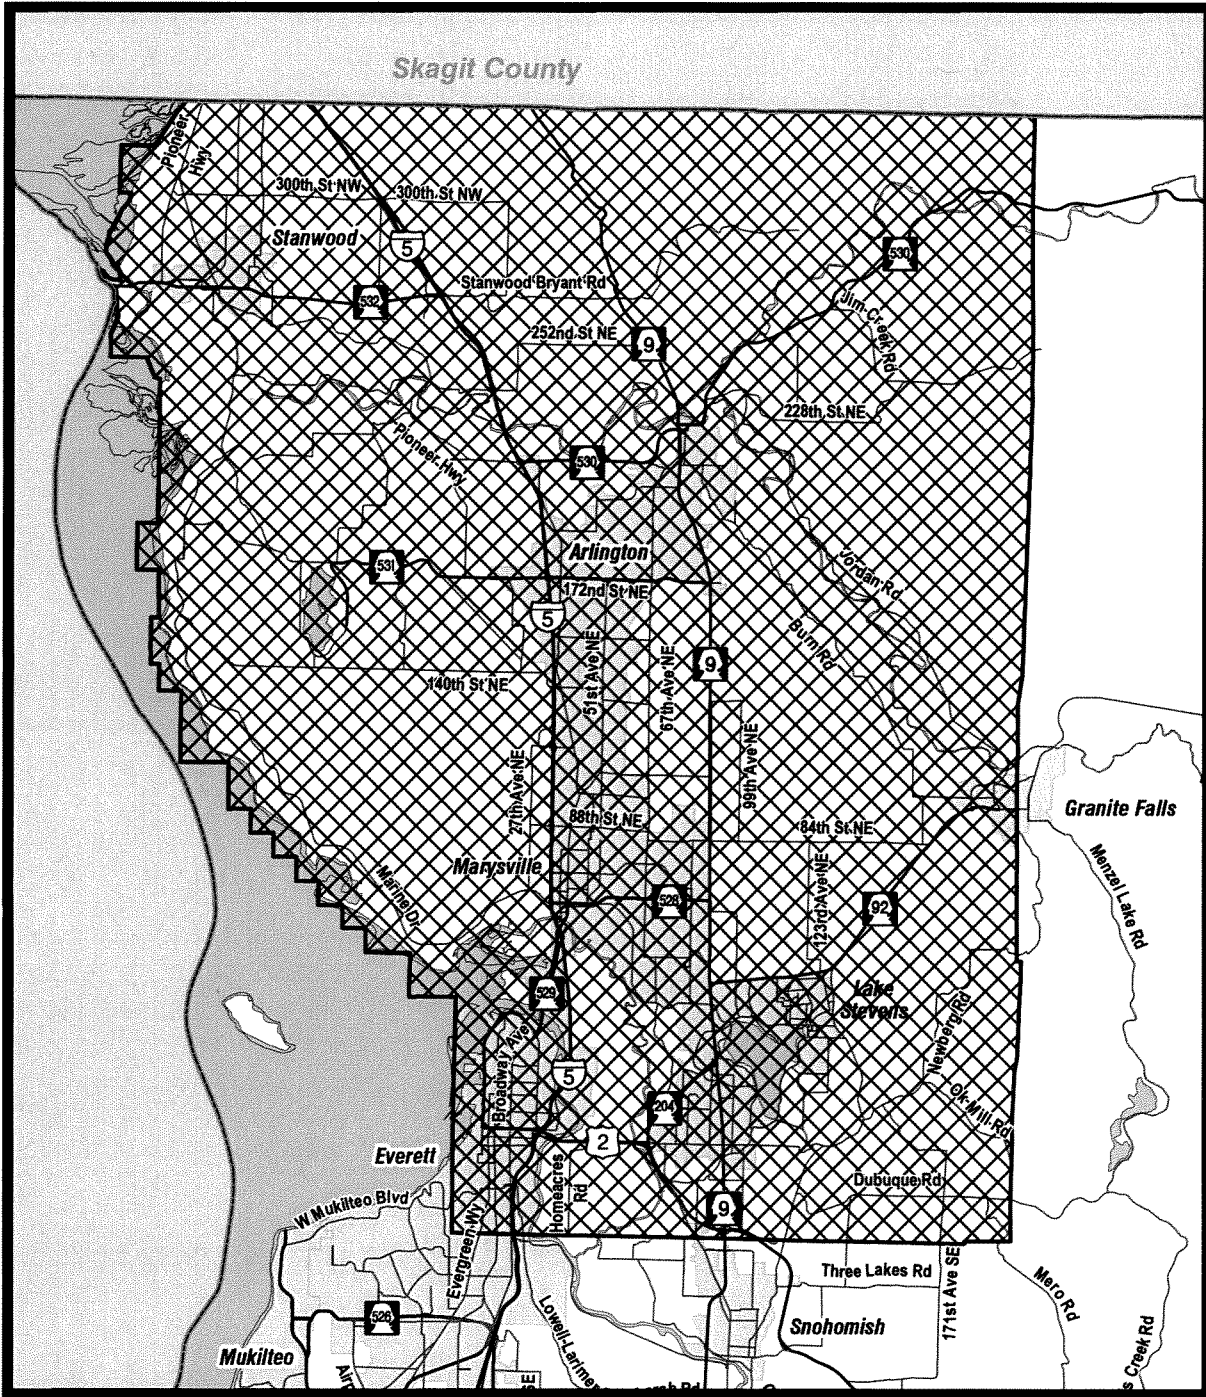 Skagit County
Pioneer
Hwy
300th St NW
300th St NW
Stanwood
5
530
Stanwood Bryant Rd
532
Jim Creek Rd
252nd St NE
9
228th St NE
Pioneer Hwy
530
Arlington
531
172nd St NE
Jordan Rd
5
Burn Rd
51st Ave NE
67th Ave NE
9
140th St NE
99th Ave NE
27th Ave NE
Granite Falls
88th St NE
84th St NE
Marysville
Marine Dr
528
123rd Ave NE
92
Menzel Lake Rd
529
Lake
Stevens
Newberg Rd
Broadway Ave
5
204
Ok Mill Rd
2
Everett
Homeacres
Rd
Dubuque Rd
W Mukilteo Blvd
9
Evergreen Wy
Three Lakes Rd
171st Ave SE
Mero Rd
526
Lowell-Larimer
Snohomish
Mukilteo
s Creek Rd
SE